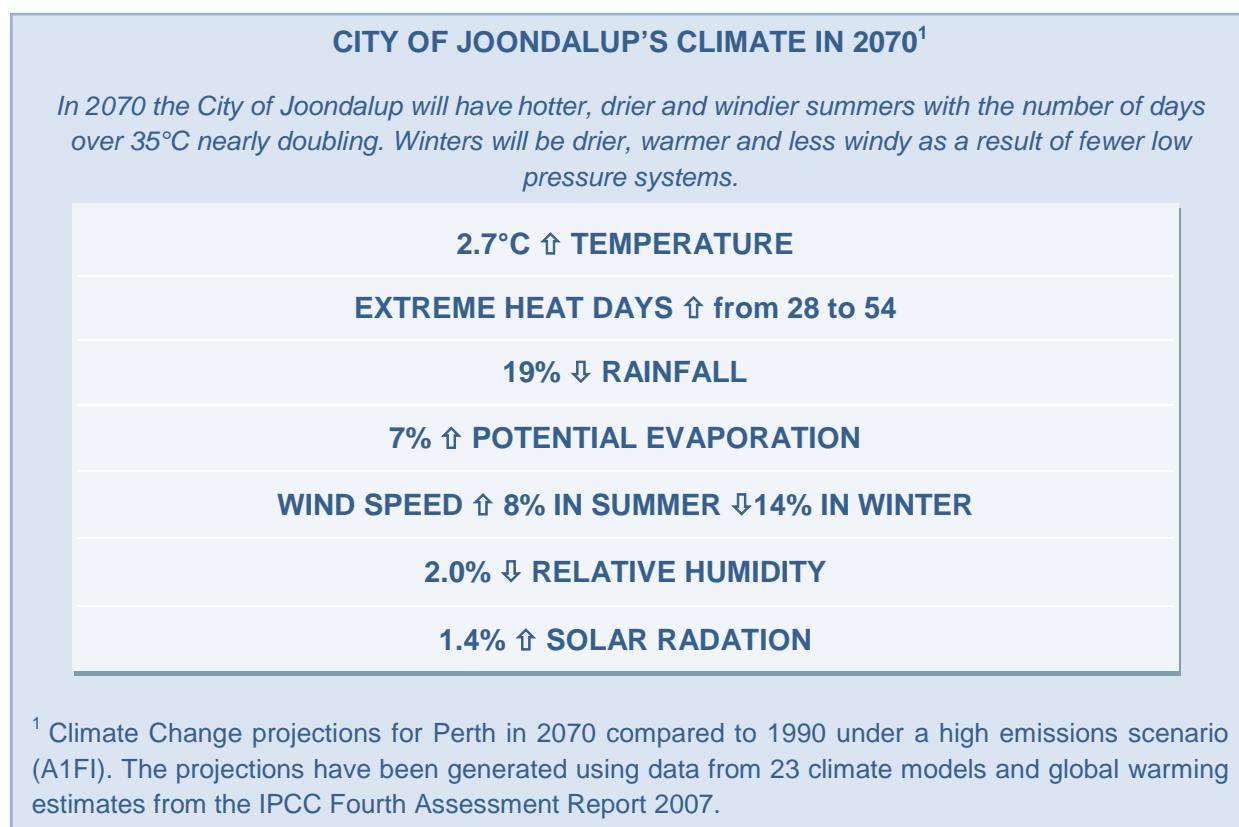 CITY OF JOONDALUP'S CLIMATE IN 2070¹
In 2070 the City of Joondalup will have hotter, drier and windier summers with the number of days
over 35°C nearly doubling. Winters will be drier, warmer and less windy as a result of fewer low
pressure systems.
2.7°C ⇧ TEMPERATURE
EXTREME HEAT DAYS ⇧ from 28 to 54
19% ⇩ RAINFALL
7% ⇧ POTENTIAL EVAPORATION
WIND SPEED ⇧ 8% IN SUMMER ⇩14% IN WINTER
2.0% ⇩ RELATIVE HUMIDITY
1.4% ⇧ SOLAR RADATION
¹ Climate Change projections for Perth in 2070 compared to 1990 under a high emissions scenario
(A1FI). The projections have been generated using data from 23 climate models and global warming
estimates from the IPCC Fourth Assessment Report 2007.